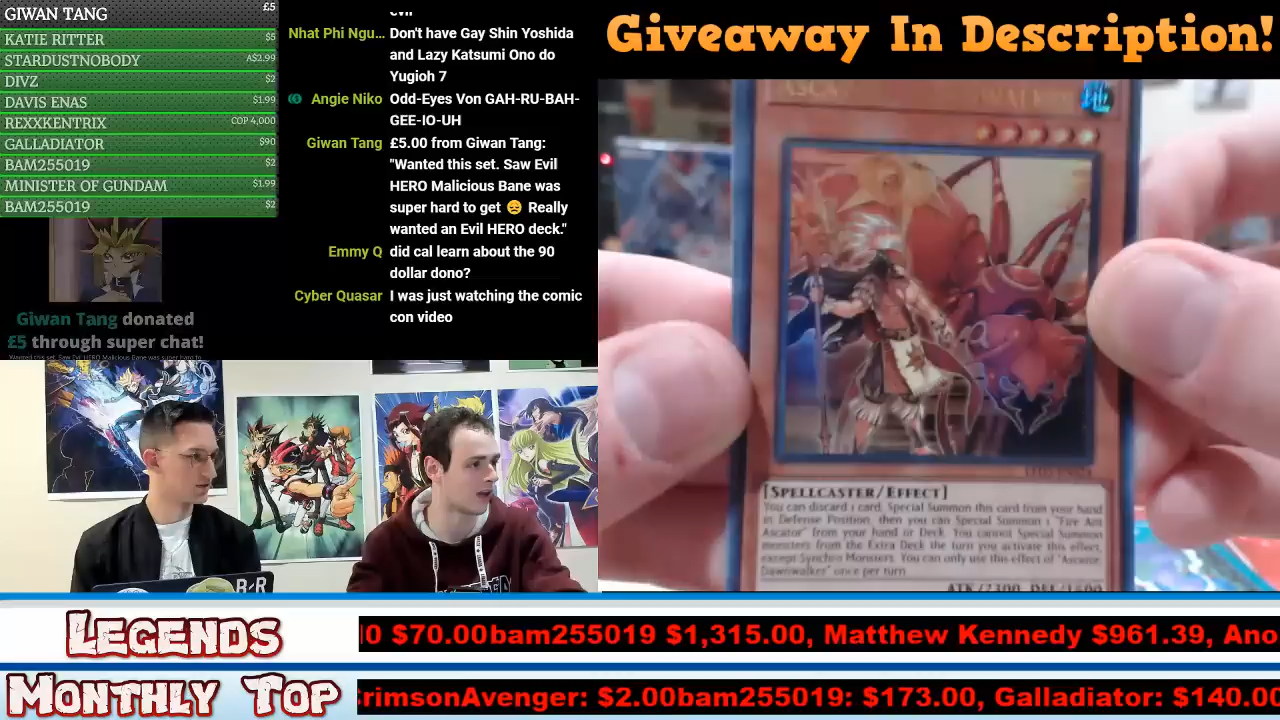 GIWAN TANG £5
KATIE RITTER $5
STARDUSTNOBODY A$2.99
DIVZ $2
DAVIS ENAS $1.99
REXXKENTRIX COP 4,000
GALLADIATOR $90
BAM255019 $2
MINISTER OF GUNDAM $1.99
BAM255019 $2
Giwan Tang donated
£5 through super chat!
Nhat Phi Ngu... Don't have Gay Shin Yoshida
and Lazy Katsumi Ono do
Yugioh 7
Angie Niko Odd-Eyes Von GAH-RU-BAH-
GEE-IO-UH
Giwan Tang £5.00 from Giwan Tang:
"Wanted this set. Saw Evil
HERO Malicious Bane was
super hard to get 😔 Really
wanted an Evil HERO deck."
Emmy Q did cal learn about the 90
dollar dono?
Cyber Quasar I was just watching the comic
con video
Giveaway In Description!
[SPELLCASTER/EFFECT]
You can discard 1 card, Special Summon this card from your hand
in Defense Position, then you can Special Summon 1 "Fire Ant
Ascator" from your hand or Deck. You cannot Special Summon
monsters from the Extra Deck the turn you activate this effect,
except Synchro Monsters. You can only use this effect of "Ascator,
Dawnwalker" once per turn.
LEGENDS
$70.00bam255019 $1,315.00, Matthew Kennedy $961.39, Ano
MONTHLY TOP
CrimsonAvenger: $2.00bam255019: $173.00, Galladiator: $140.00